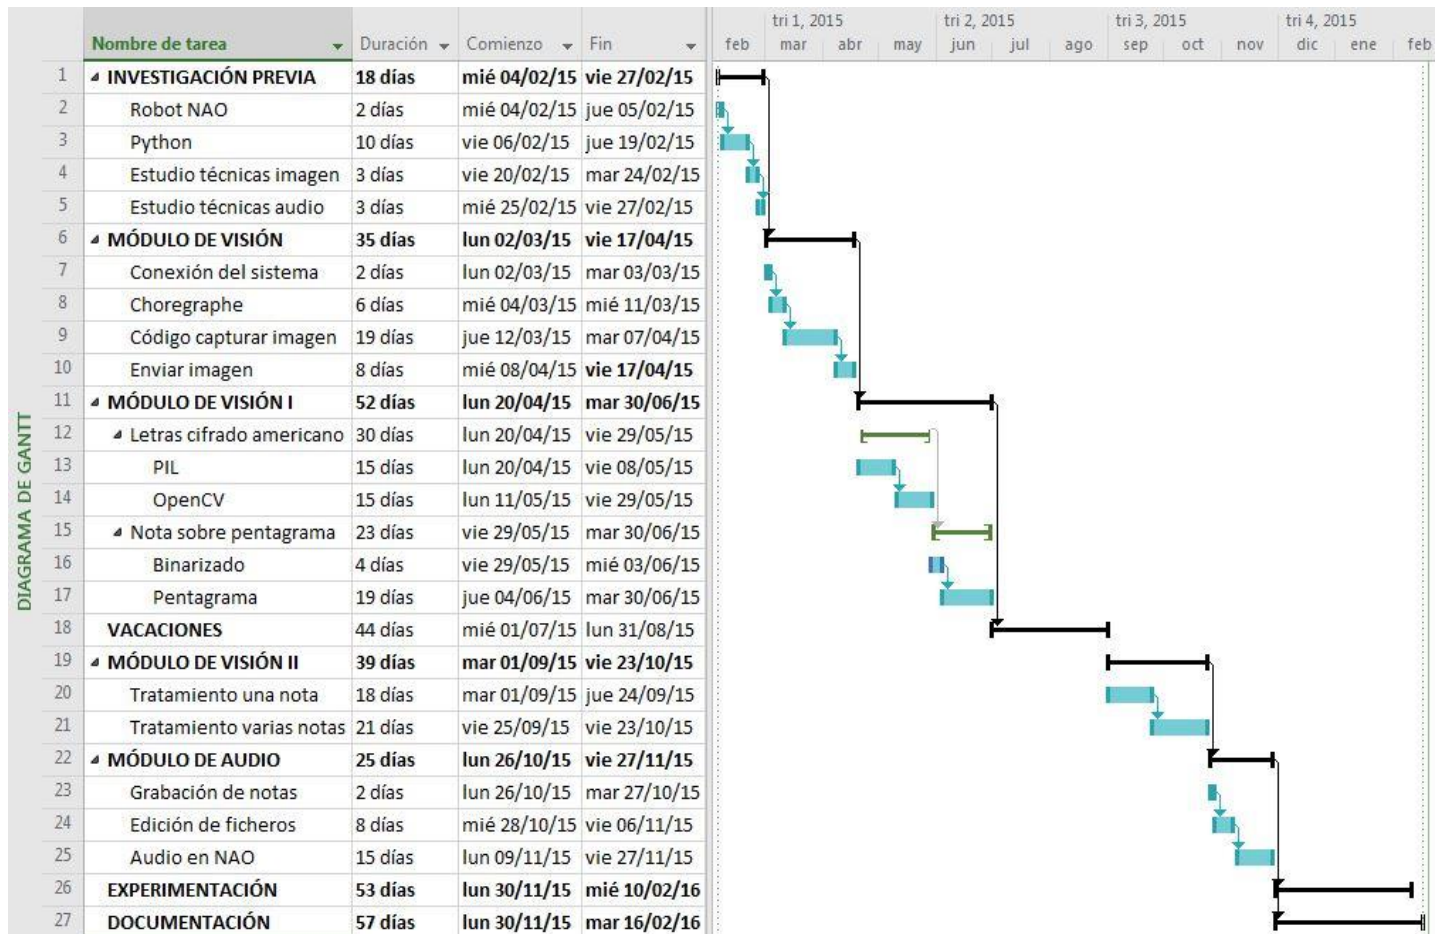 tri 1, 2015 tri 2, 2015 tri 3, 2015 tri 4, 2015
Nombre de tarea Duración Comienzo Fin feb mar abr may jun jul ago sep oct nov dic ene feb
1 INVESTIGACIÓN PREVIA 18 días mié 04/02/15 vie 27/02/15
2 Robot NAO 2 días mié 04/02/15 jue 05/02/15
3 Python 10 días vie 06/02/15 jue 19/02/15
4 Estudio técnicas imagen 3 días vie 20/02/15 mar 24/02/15
5 Estudio técnicas audio 3 días mié 25/02/15 vie 27/02/15
6 MÓDULO DE VISIÓN 35 días lun 02/03/15 vie 17/04/15
7 Conexión del sistema 2 días lun 02/03/15 mar 03/03/15
8 Choregraphe 6 días mié 04/03/15 mié 11/03/15
9 Código capturar imagen 19 días jue 12/03/15 mar 07/04/15
10 Enviar imagen 8 días mié 08/04/15 vie 17/04/15
11 MÓDULO DE VISIÓN I 52 días lun 20/04/15 mar 30/06/15
12 Letras cifrado americano 30 días lun 20/04/15 vie 29/05/15
13 PIL 15 días lun 20/04/15 vie 08/05/15
14 OpenCV 15 días lun 11/05/15 vie 29/05/15
15 Nota sobre pentagrama 23 días vie 29/05/15 mar 30/06/15
16 Binarizado 4 días vie 29/05/15 mié 03/06/15
17 Pentagrama 19 días jue 04/06/15 mar 30/06/15
18 VACACIONES 44 días mié 01/07/15 lun 31/08/15
19 MÓDULO DE VISIÓN II 39 días mar 01/09/15 vie 23/10/15
20 Tratamiento una nota 18 días mar 01/09/15 jue 24/09/15
21 Tratamiento varias notas 21 días vie 25/09/15 vie 23/10/15
22 MÓDULO DE AUDIO 25 días lun 26/10/15 vie 27/11/15
23 Grabación de notas 2 días lun 26/10/15 mar 27/10/15
24 Edición de ficheros 8 días mié 28/10/15 vie 06/11/15
25 Audio en NAO 15 días lun 09/11/15 vie 27/11/15
26 EXPERIMENTACIÓN 53 días lun 30/11/15 mié 10/02/16
27 DOCUMENTACIÓN 57 días lun 30/11/15 mar 16/02/16
DIAGRAMA DE GANTT